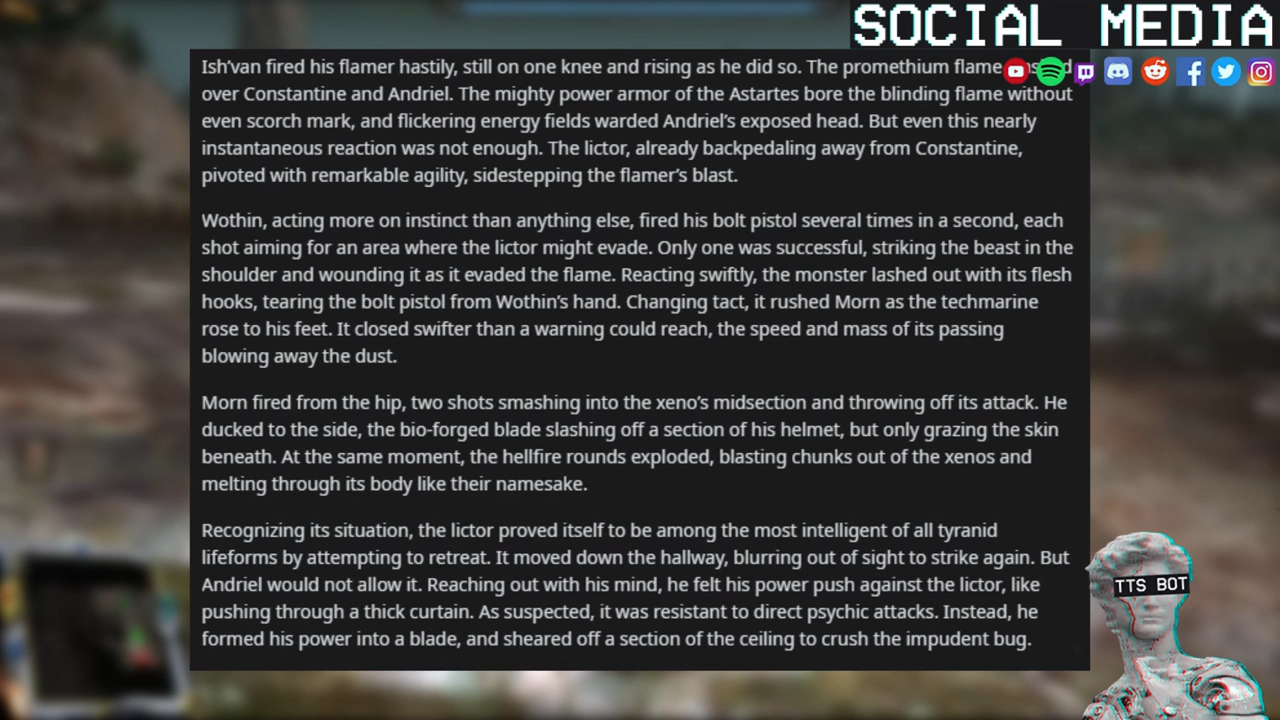 SOCIAL MEDIA
Ish'van fired his flamer hastily, still on one knee and rising as he did so. The promethium flame
over Constantine and Andriel. The mighty power armor of the Astartes bore the blinding flame without
even scorch mark, and flickering energy fields warded Andriel's exposed head. But even this nearly
instantaneous reaction was not enough. The lictor, already backpedaling away from Constantine,
pivoted with remarkable agility, sidestepping the flamer's blast.
Wothin, acting more on instinct than anything else, fired his bolt pistol several times in a second, each
shot aiming for an area where the lictor might evade. Only one was successful, striking the beast in the
shoulder and wounding it as it evaded the flame. Reacting swiftly, the monster lashed out with its flesh
hooks, tearing the bolt pistol from Wothin's hand. Changing tact, it rushed Morn as the techmarine
rose to his feet. It closed swifter than a warning could reach, the speed and mass of its passing
blowing away the dust.
Morn fired from the hip, two shots smashing into the xeno's midsection and throwing off its attack. He
ducked to the side, the bio-forged blade slashing off a section of his helmet, but only grazing the skin
beneath. At the same moment, the hellfire rounds exploded, blasting chunks out of the xenos and
melting through its body like their namesake.
Recognizing its situation, the lictor proved itself to be among the most intelligent of all tyranid
lifeforms by attempting to retreat. It moved down the hallway, blurring out of sight to strike again. But
Andriel would not allow it. Reaching out with his mind, he felt his power push against the lictor, like
pushing through a thick curtain. As suspected, it was resistant to direct psychic attacks. Instead, he
formed his power into a blade, and sheared off a section of the ceiling to crush the impudent bug.
TTS BOT